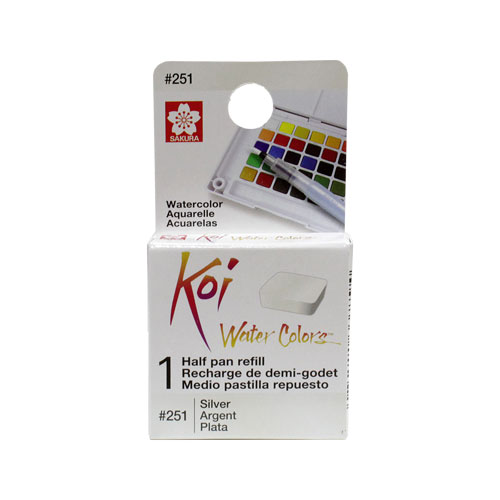 #251
SAKURA
Watercolor
Aquarelle
Acuarelas
Koi
Water Colors™
1 Half pan refill
Recharge de demi-godet
Medio pastilla repuesto
#251 Silver
Argent
Plata